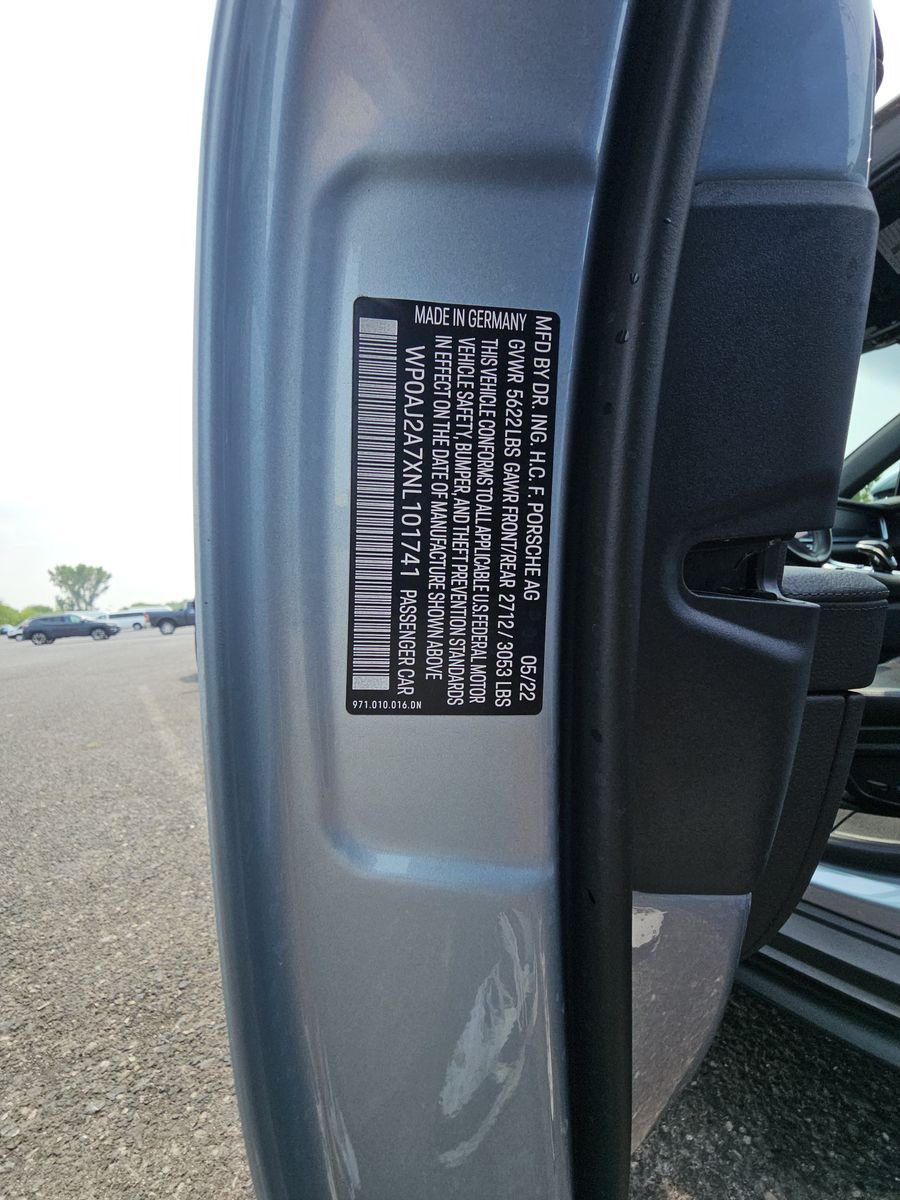 MFD BY DR. ING. H.C. F. PORSCHE AG 05/22
MADE IN GERMANY
GVWR 5622 LBS GAWR FRONT/REAR 2712 / 3053 LBS
THIS VEHICLE CONFORMS TO ALL APPLICABLE U.S. FEDERAL MOTOR
VEHICLE SAFETY, BUMPER, AND THEFT PREVENTION STANDARDS
IN EFFECT ON THE DATE OF MANUFACTURE SHOWN ABOVE
WP0AJ2A7XNL101741 PASSENGER CAR
971.010.016.DN